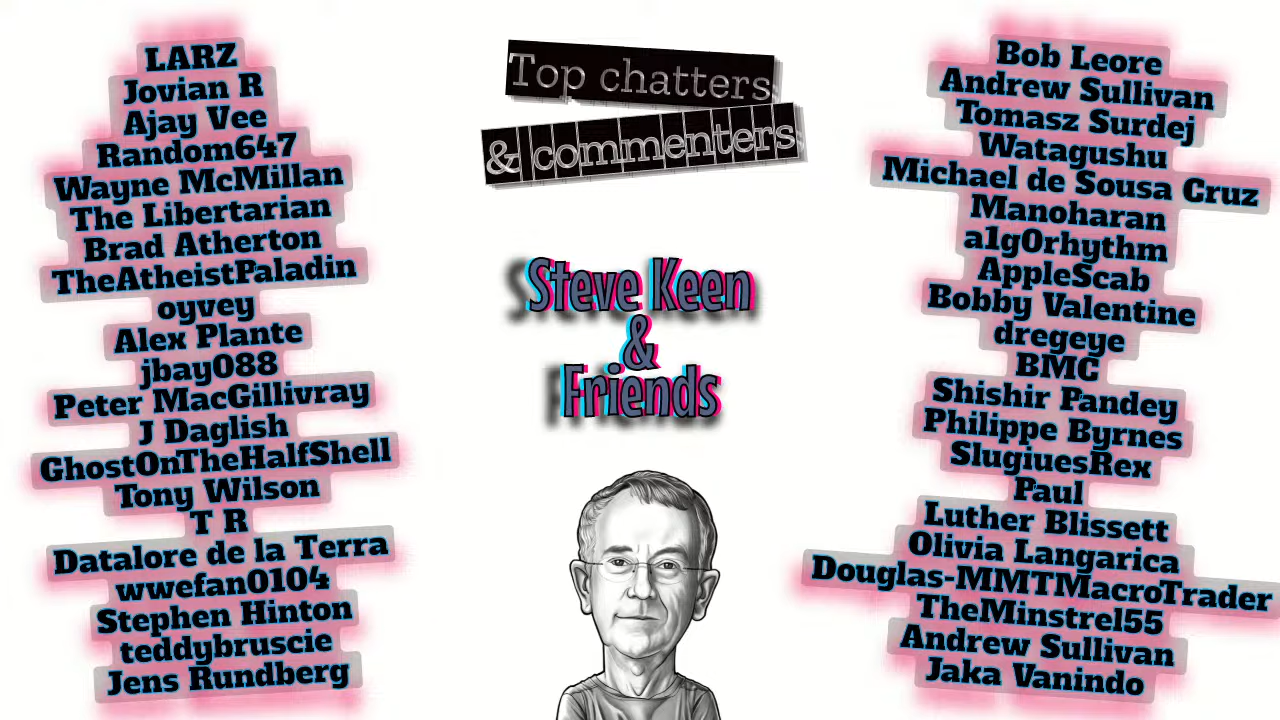 LARZ
Jovian R
Ajay Vee
Random647
Wayne McMillan
The Libertarian
Brad Atherton
TheAtheistPaladin
oyvey
Alex Plante
jbay088
Peter MacGillivray
J Daglish
GhostOnTheHalfShell
Tony Wilson
T R
Datalore de la Terra
wwefan0104
Stephen Hinton
teddybruscie
Jens Rundberg
Top chatters
& commenters
Steve Keen
&
Friends
Bob Leore
Andrew Sullivan
Tomasz Surdej
Watagushu
Michael de Sousa Cruz
Manoharan
a1g0rhythm
AppleScab
Bobby Valentine
dregeye
BMC
Shishir Pandey
Philippe Byrnes
SlugiuesRex
Paul
Luther Blissett
Olivia Langarica
Douglas-MMTMacroTrader
TheMinstrel55
Andrew Sullivan
Jaka Vanindo